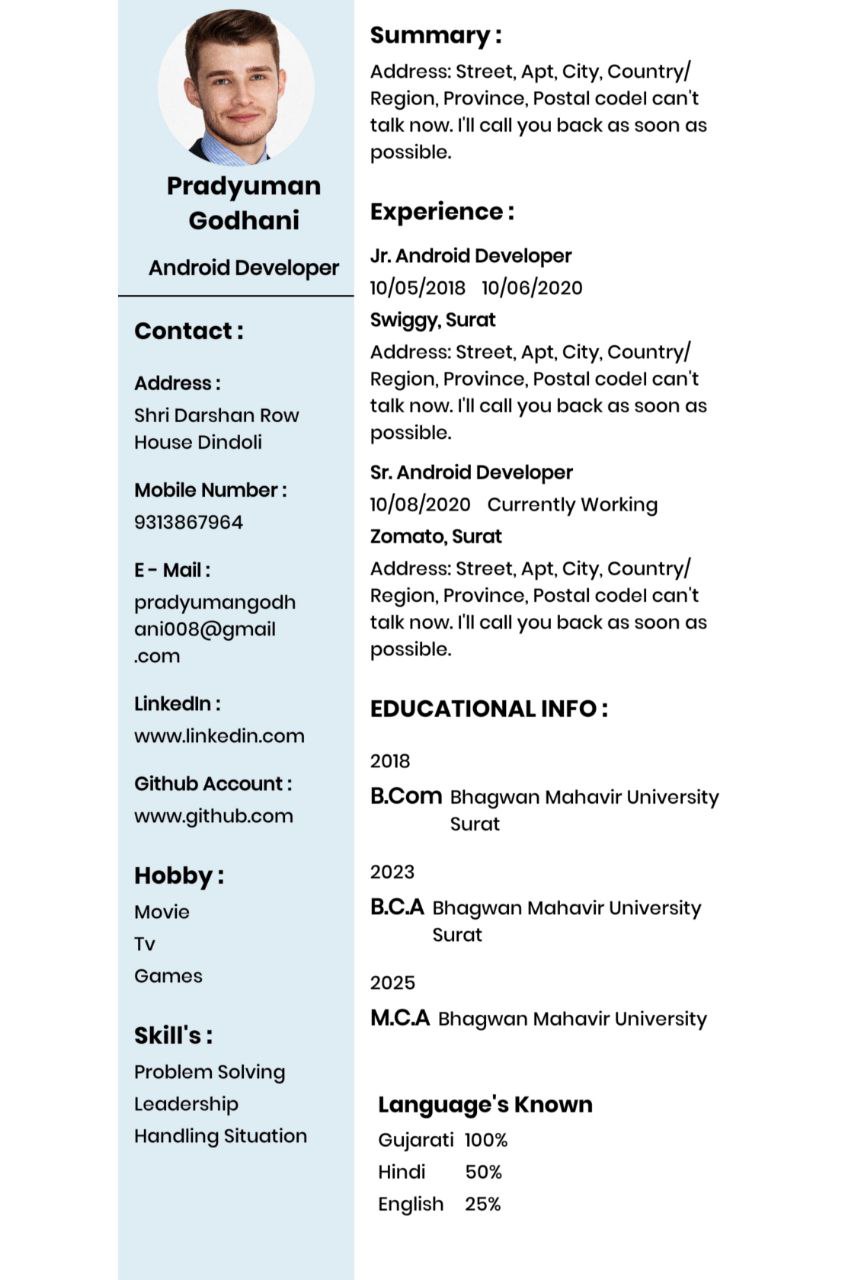 Pradyuman
Godhani
Android Developer
Contact :
Address :
Shri Darshan Row
House Dindoli
Mobile Number :
9313867964
E - Mail :
pradyumangodh
ani008@gmail
.com
LinkedIn :
www.linkedin.com
Github Account :
www.github.com
Hobby :
Movie
Tv
Games
Skill's :
Problem Solving
Leadership
Handling Situation
Summary :
Address: Street, Apt, City, Country/
Region, Province, Postal codeI can't
talk now. I'll call you back as soon as
possible.
Experience :
Jr. Android Developer
10/05/2018 10/06/2020
Swiggy, Surat
Address: Street, Apt, City, Country/
Region, Province, Postal codeI can't
talk now. I'll call you back as soon as
possible.
Sr. Android Developer
10/08/2020 Currently Working
Zomato, Surat
Address: Street, Apt, City, Country/
Region, Province, Postal codeI can't
talk now. I'll call you back as soon as
possible.
EDUCATIONAL INFO :
2018
B.Com Bhagwan Mahavir University
Surat
2023
B.C.A Bhagwan Mahavir University
Surat
2025
M.C.A Bhagwan Mahavir University
Language's Known
Gujarati 100%
Hindi 50%
English 25%